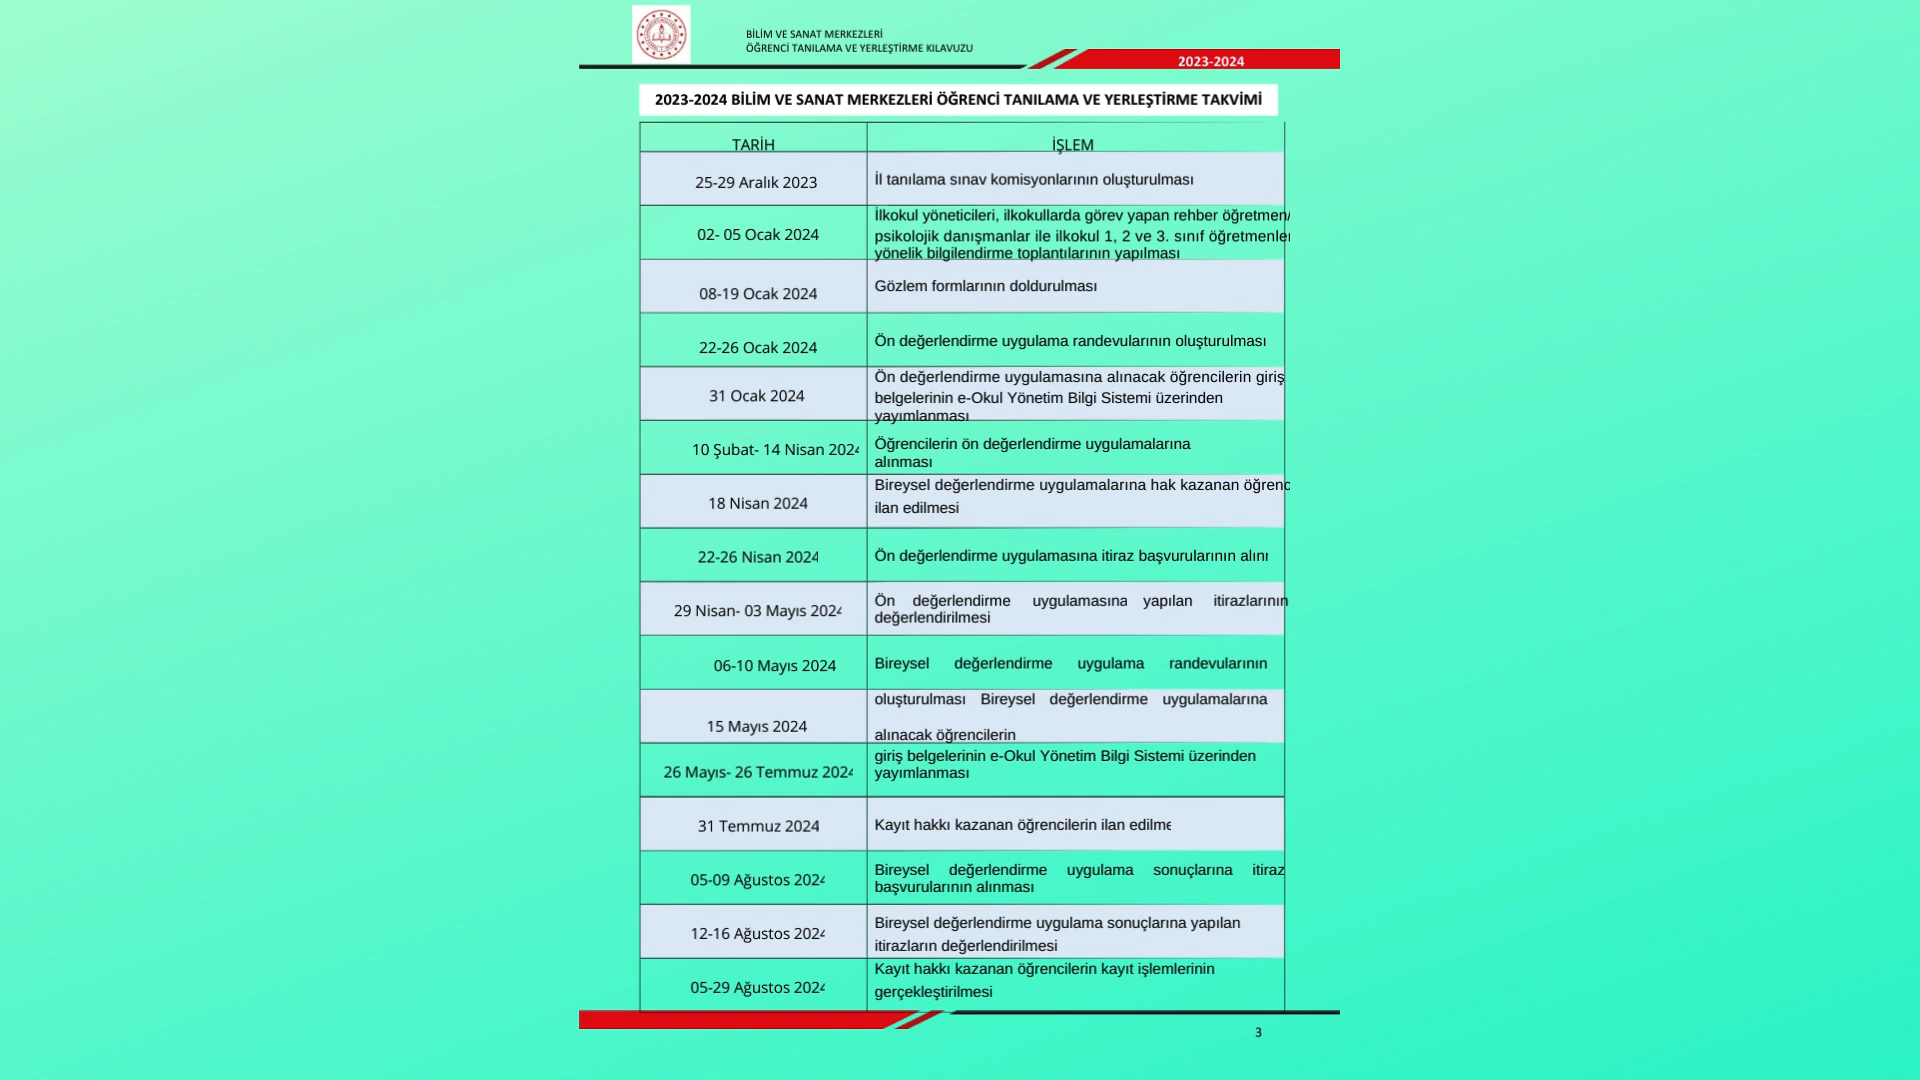 BİLİM VE SANAT MERKEZLERİ
ÖĞRENCİ TANILAMA VE YERLEŞTİRME KILAVUZU
2023-2024
2023-2024 BİLİM VE SANAT MERKEZLERİ ÖĞRENCİ TANILAMA VE YERLEŞTİRME TAKVİMİ
TARİH İŞLEM
25-29 Aralık 2023 İl tanılama sınav komisyonlarının oluşturulması
02- 05 Ocak 2024 İlkokul yöneticileri, ilkokullarda görev yapan rehber öğretmen/
psikolojik danışmanlar ile ilkokul 1, 2 ve 3. sınıf öğretmenler
yönelik bilgilendirme toplantılarının yapılması
08-19 Ocak 2024 Gözlem formlarının doldurulması
22-26 Ocak 2024 Ön değerlendirme uygulama randevularının oluşturulması
31 Ocak 2024 Ön değerlendirme uygulamasına alınacak öğrencilerin giriş
belgelerinin e-Okul Yönetim Bilgi Sistemi üzerinden
yayımlanması
10 Şubat- 14 Nisan 2024 Öğrencilerin ön değerlendirme uygulamalarına
alınması
18 Nisan 2024 Bireysel değerlendirme uygulamalarına hak kazanan öğrenc
ilan edilmesi
22-26 Nisan 2024 Ön değerlendirme uygulamasına itiraz başvurularının alın
29 Nisan- 03 Mayıs 2024 Ön değerlendirme uygulamasına yapılan itirazlarının
değerlendirilmesi
06-10 Mayıs 2024 Bireysel değerlendirme uygulama randevularının
15 Mayıs 2024 oluşturulması Bireysel değerlendirme uygulamalarına
alınacak öğrencilerin
26 Mayıs- 26 Temmuz 2024 giriş belgelerinin e-Okul Yönetim Bilgi Sistemi üzerinden
yayımlanması
31 Temmuz 2024 Kayıt hakkı kazanan öğrencilerin ilan edilme
05-09 Ağustos 2024 Bireysel değerlendirme uygulama sonuçlarına itiraz
başvurularının alınması
12-16 Ağustos 2024 Bireysel değerlendirme uygulama sonuçlarına yapılan
itirazların değerlendirilmesi
05-29 Ağustos 2024 Kayıt hakkı kazanan öğrencilerin kayıt işlemlerinin
gerçekleştirilmesi
3